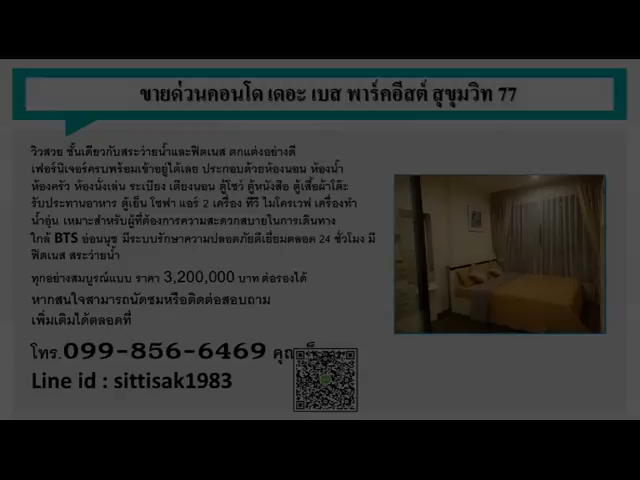 ขายด่วนคอนโด เดอะ เบส พาร์คอีสต์ สุขุมวิท 77
วิวสวย ชั้นเดียวกับสระว่ายน้ำและฟิตเนส ตกแต่งอย่างดี
เฟอร์นิเจอร์ครบพร้อมเข้าอยู่ได้เลย ประกอบด้วยห้องนอน ห้องน้ำ
ห้องครัว ห้องนั่งเล่น ระเบียง เตียงนอน ตู้โชว์ ตู้หนังสือ ตู้เสื้อผ้าโต๊ะ
รับประทานอาหาร ตู้เย็น โซฟา แอร์ 2 เครื่อง ทีวี ไมโครเวฟ เครื่องทำ
น้ำอุ่น เหมาะสำหรับผู้ที่ต้องการความสะดวกสบายในการเดินทาง
ใกล้ BTS อ่อนนุช มีระบบรักษาความปลอดภัยดีเยี่ยมตลอด 24 ชั่วโมง มี
ฟิตเนส สระว่ายน้ำ
ทุกอย่างสมบูรณ์แบบ ราคา 3,200,000 บาท ต่อรองได้
หากสนใจสามารถนัดชมหรือติดต่อสอบถาม
เพิ่มเติมได้ตลอดที่
โทร.099-856-6469
Line id : sittisak1983